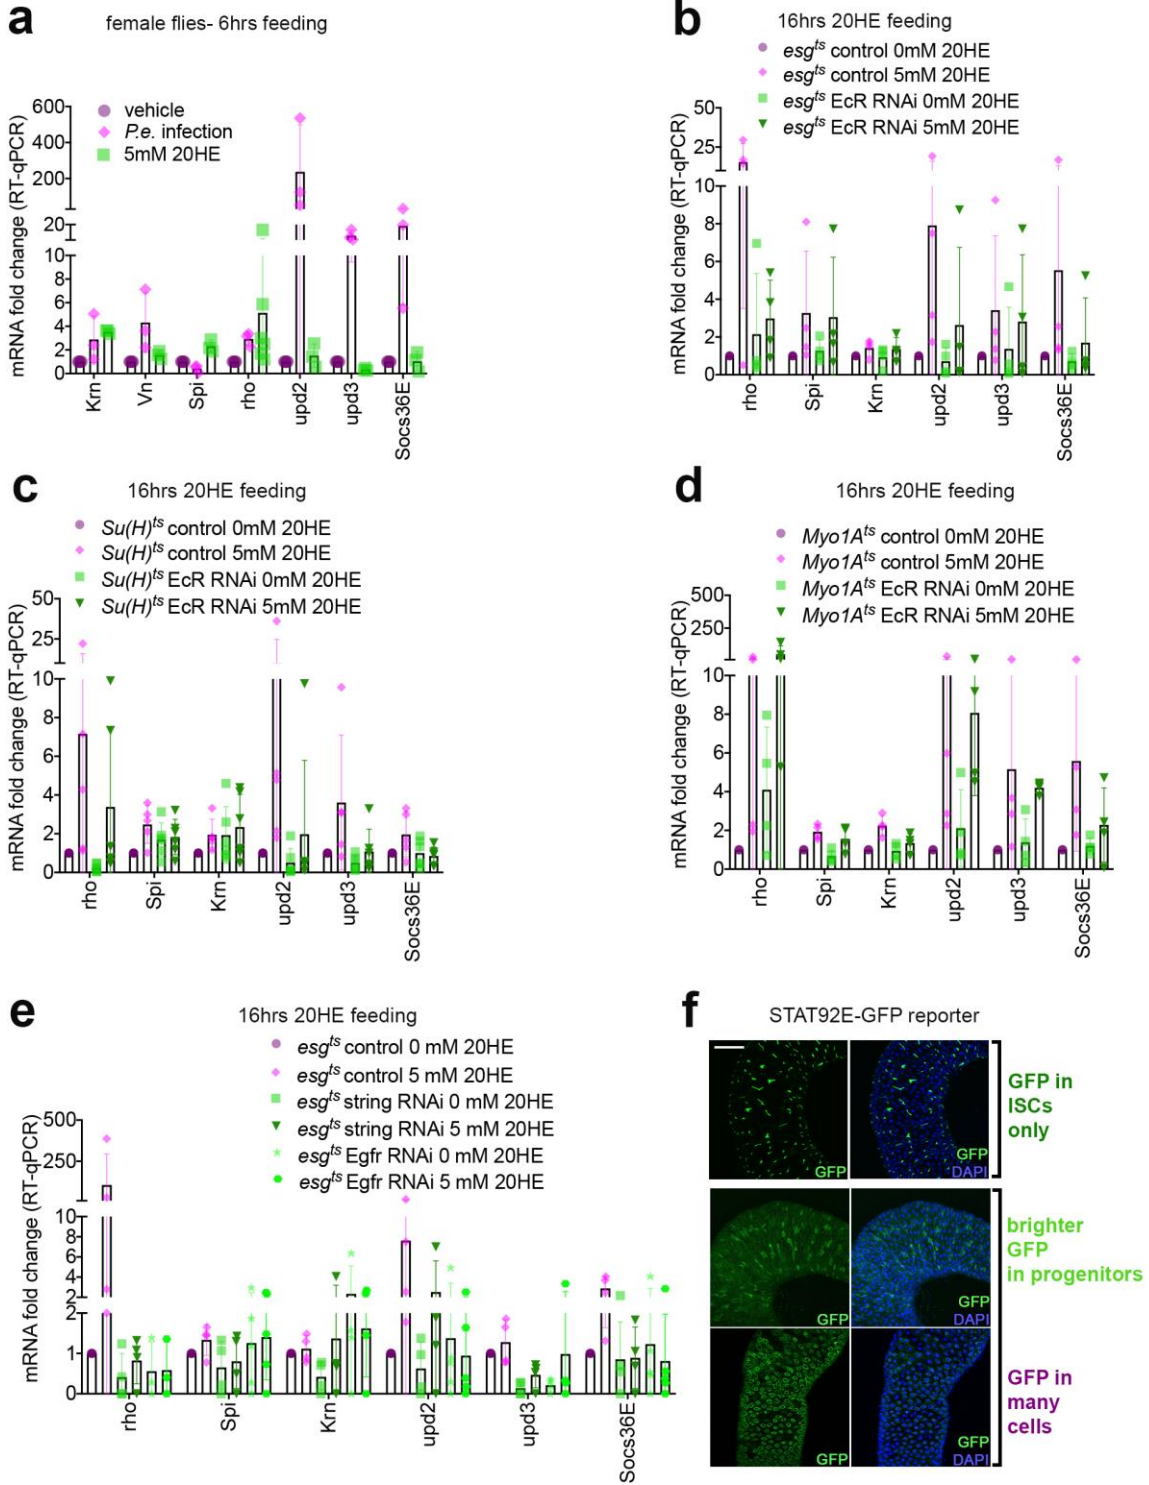 a
female flies- 6hrs feeding
mRNA fold change (RT-qPCR)
600
400
200
20
10
8
6
4
2
0
vehicle
P.e. infection
5mM 20HE
Krn
Vn
Spi
rho
upd2
upd3
Socs36E
b
16hrs 20HE feeding
esgts control 0mM 20HE
esgts control 5mM 20HE
esgts EcR RNAi 0mM 20HE
esgts EcR RNAi 5mM 20HE
mRNA fold change (RT-qPCR)
50
25
10
8
6
4
2
0
rho
Spi
Krn
upd2
upd3
Socs36E
c
16hrs 20HE feeding
Su(H)ts control 0mM 20HE
Su(H)ts control 5mM 20HE
Su(H)ts EcR RNAi 0mM 20HE
Su(H)ts EcR RNAi 5mM 20HE
mRNA fold change (RT-qPCR)
50
25
10
8
6
4
2
0
rho
Spi
Krn
upd2
upd3
Socs36E
d
16hrs 20HE feeding
Myo1Ats control 0mM 20HE
Myo1Ats control 5mM 20HE
Myo1Ats EcR RNAi 0mM 20HE
Myo1Ats EcR RNAi 5mM 20HE
mRNA fold change (RT-qPCR)
500
250
10
8
6
4
2
0
rho
Spi
Krn
upd2
upd3
Socs36E
e
16hrs 20HE feeding
esgts control 0 mM 20HE
esgts control 5 mM 20HE
esgts string RNAi 0 mM 20HE
esgts string RNAi 5 mM 20HE
esgts Egfr RNAi 0 mM 20HE
esgts Egfr RNAi 5 mM 20HE
mRNA fold change (RT-qPCR)
500
250
10
8
6
4
2
2
1
0
rho
Spi
Krn
upd2
upd3
Socs36E
f
STAT92E-GFP reporter
GFP
GFP
DAPI
GFP in
ISCs
only
GFP
GFP
DAPI
brighter
GFP
in progenitors
GFP
GFP
DAPI
GFP in
many
cells